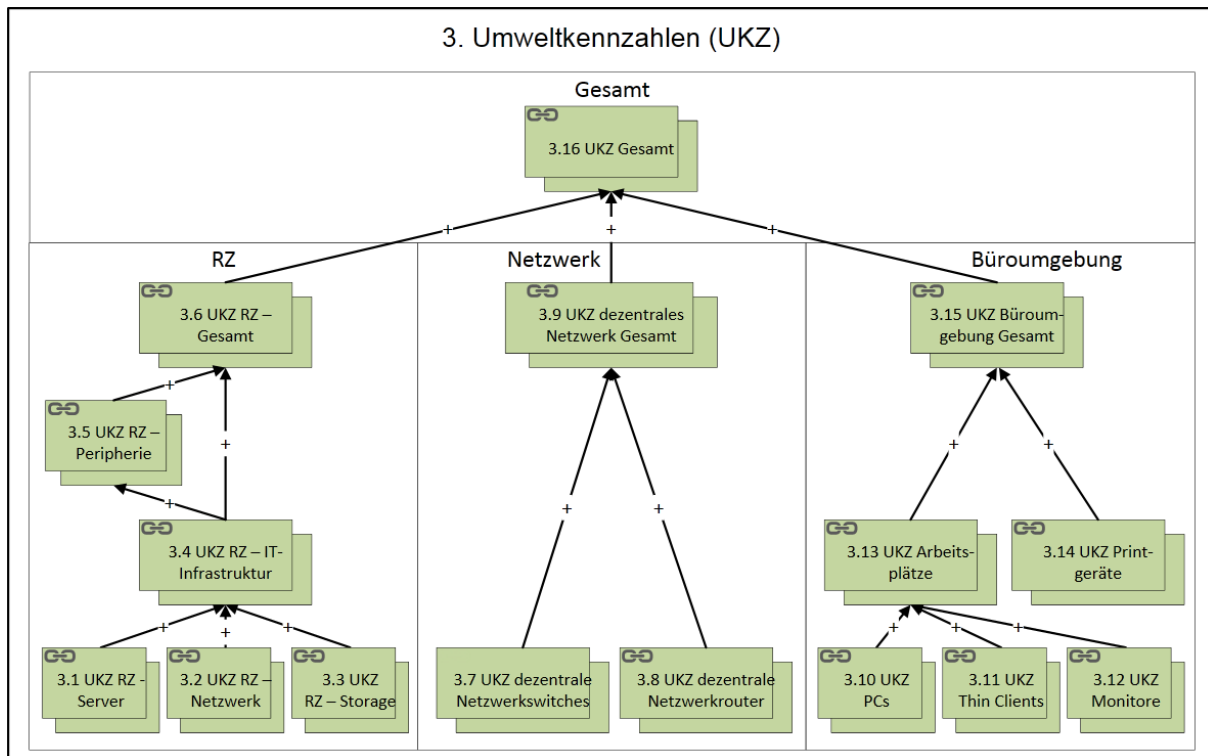 3. Umweltkennzahlen (UKZ)
Gesamt
3.16 UKZ Gesamt
+
+
+
RZ
Netzwerk
Büroumgebung
3.6 UKZ RZ –
Gesamt
3.9 UKZ dezentrales
Netzwerk Gesamt
3.15 UKZ Büroum-
gebung Gesamt
+
3.5 UKZ RZ –
Peripherie
+
+
+
+
+
+
3.4 UKZ RZ – IT-
Infrastruktur
3.13 UKZ Arbeits-
plätze
3.14 UKZ Print-
geräte
+
+
+
+
+
+
3.1 UKZ RZ -
Server
3.2 UKZ RZ –
Netzwerk
3.3 UKZ
RZ – Storage
3.7 UKZ dezentrale
Netzwerkswitches
3.8 UKZ dezentrale
Netzwerkrouter
3.10 UKZ
PCs
3.11 UKZ
Thin Clients
3.12 UKZ
Monitore